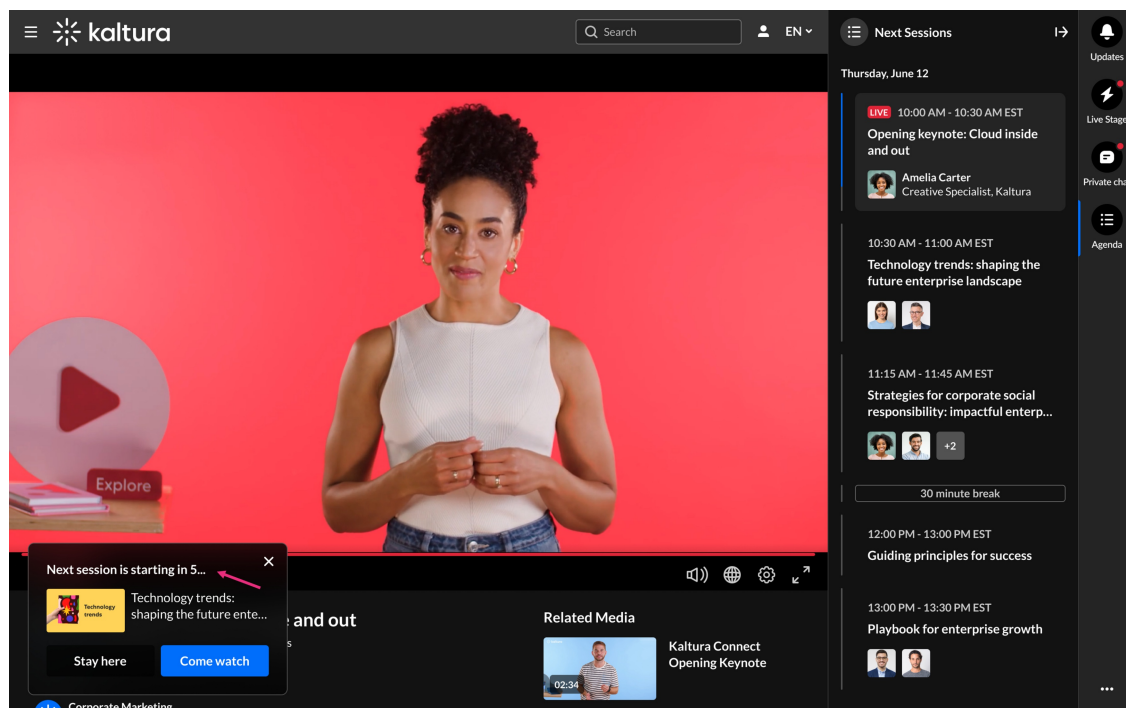 kaltura
Search
EN
Next Sessions
Updates
Live Stage
Private cha
Agenda
Thursday, June 12
LIVE 10:00 AM - 10:30 AM EST
Opening keynote: Cloud inside
and out
Amelia Carter
Creative Specialist, Kaltura
10:30 AM - 11:00 AM EST
Technology trends: shaping the
future enterprise landscape
11:15 AM - 11:45 AM EST
Strategies for corporate social
responsibility: impactful enterp...
+2
30 minute break
12:00 PM - 13:00 PM EST
Guiding principles for success
13:00 PM - 13:30 PM EST
Playbook for enterprise growth
Explore
Next session is starting in 5...
Technology
trends
Technology trends:
shaping the future ente...
Stay here
Come watch
e and out
s
Related Media
02:34
Kaltura Connect
Opening Keynote
Corporate Marketing